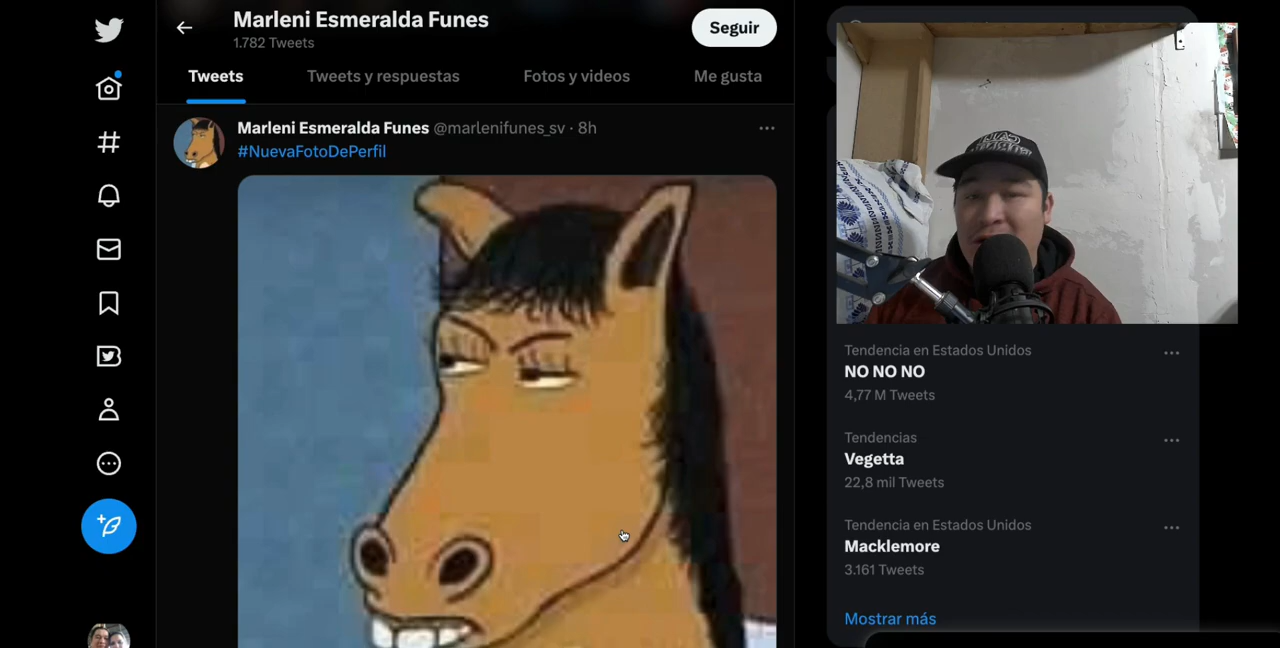 Marleni Esmeralda Funes
1.782 Tweets
Seguir
Tweets
Tweets y respuestas
Fotos y videos
Me gusta
Marleni Esmeralda Funes @marlenifunes_sv · 8h
#NuevaFotoDePerfil
Tendencia en Estados Unidos
NO NO NO
4,77 M Tweets
Tendencias
Vegetta
22,8 mil Tweets
Tendencia en Estados Unidos
Macklemore
3.161 Tweets
Mostrar más